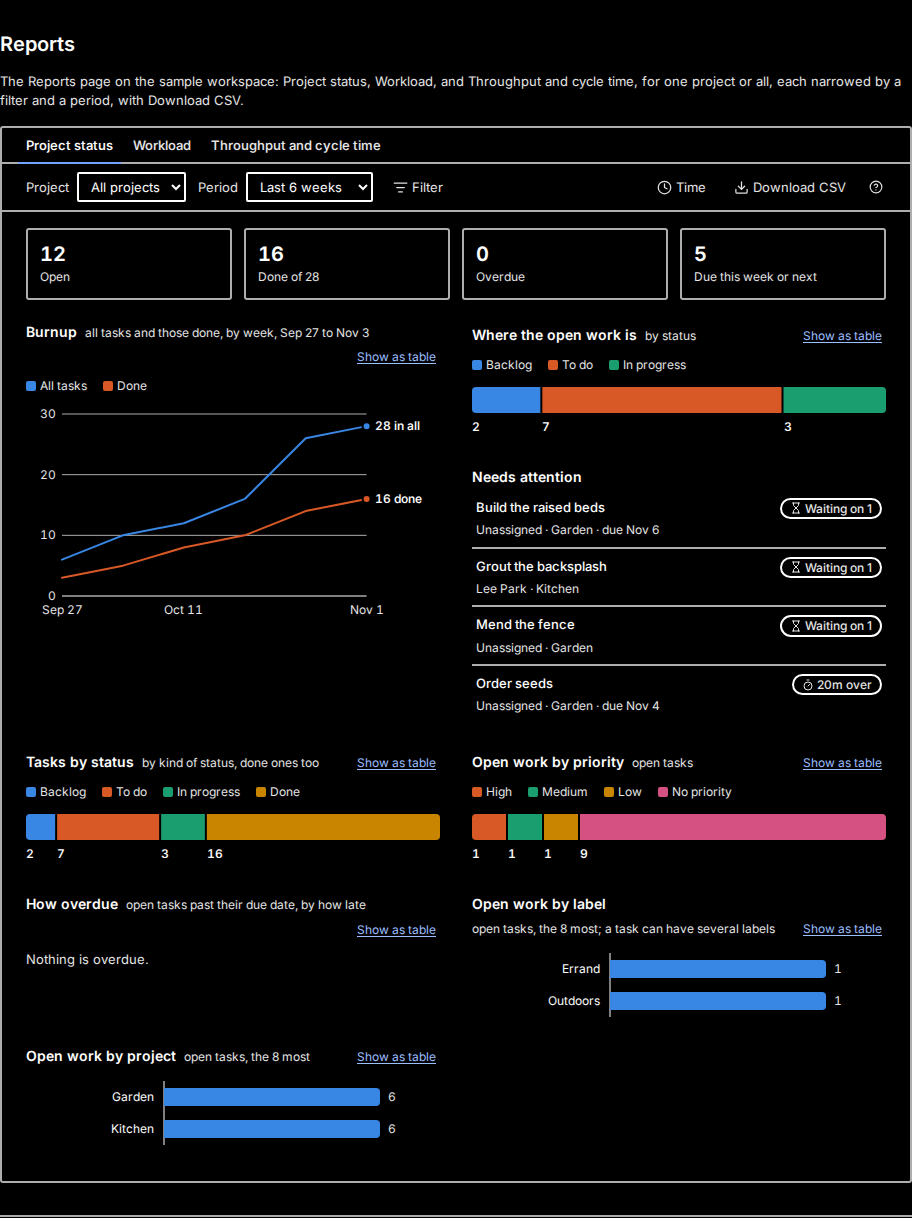 Reports
The Reports page on the sample workspace: Project status, Workload, and Throughput and cycle time, for one project or all, each narrowed by a
filter and a period, with Download CSV.
Project status Workload Throughput and cycle time
Project All projects Period Last 6 weeks Filter Time Download CSV
12
Open
16
Done of 28
0
Overdue
5
Due this week or next
Burnup all tasks and those done, by week, Sep 27 to Nov 3
Show as table
All tasks Done
30
20
10
0
28 in all
16 done
Sep 27 Oct 11 Nov 1
Where the open work is by status Show as table
Backlog To do In progress
2 7 3
Needs attention
Build the raised beds Waiting on 1
Unassigned · Garden · due Nov 6
Grout the backsplash Waiting on 1
Lee Park · Kitchen
Mend the fence Waiting on 1
Unassigned · Garden
Order seeds 20m over
Unassigned · Garden · due Nov 4
Tasks by status by kind of status, done ones too Show as table
Backlog To do In progress Done
2 7 3 16
Open work by priority open tasks Show as table
High Medium Low No priority
1 1 1 9
How overdue open tasks past their due date, by how late
Show as table
Nothing is overdue.
Open work by label
open tasks, the 8 most; a task can have several labels Show as table
Errand 1
Outdoors 1
Open work by project open tasks, the 8 most Show as table
Garden 6
Kitchen 6